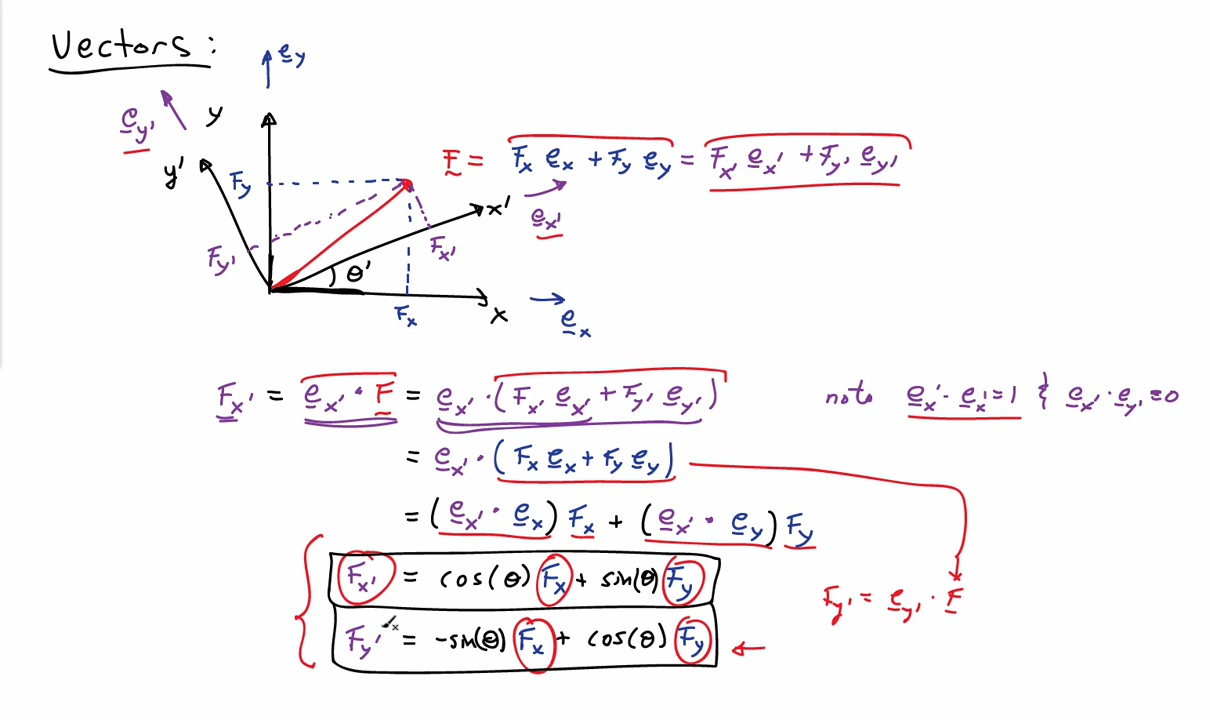 Vectors :
e_y
e_y' y
y' F_y F = F_x e_x + F_y e_y = F_x' e_x' + F_y' e_y'
x' e_x'
F_y' F_x'
θ'
F_x x e_x
F_x' = e_x' · F = e_x' · (F_x' e_x' + F_y' e_y') note e_x' · e_x' = 1 & e_x' · e_y' = 0
= e_x' · (F_x e_x + F_y e_y)
= (e_x' · e_x) F_x + (e_x' · e_y) F_y
F_x' = cos(θ) F_x + sin(θ) F_y F_y' = e_y' · F
F_y' = -sin(θ) F_x + cos(θ) F_y